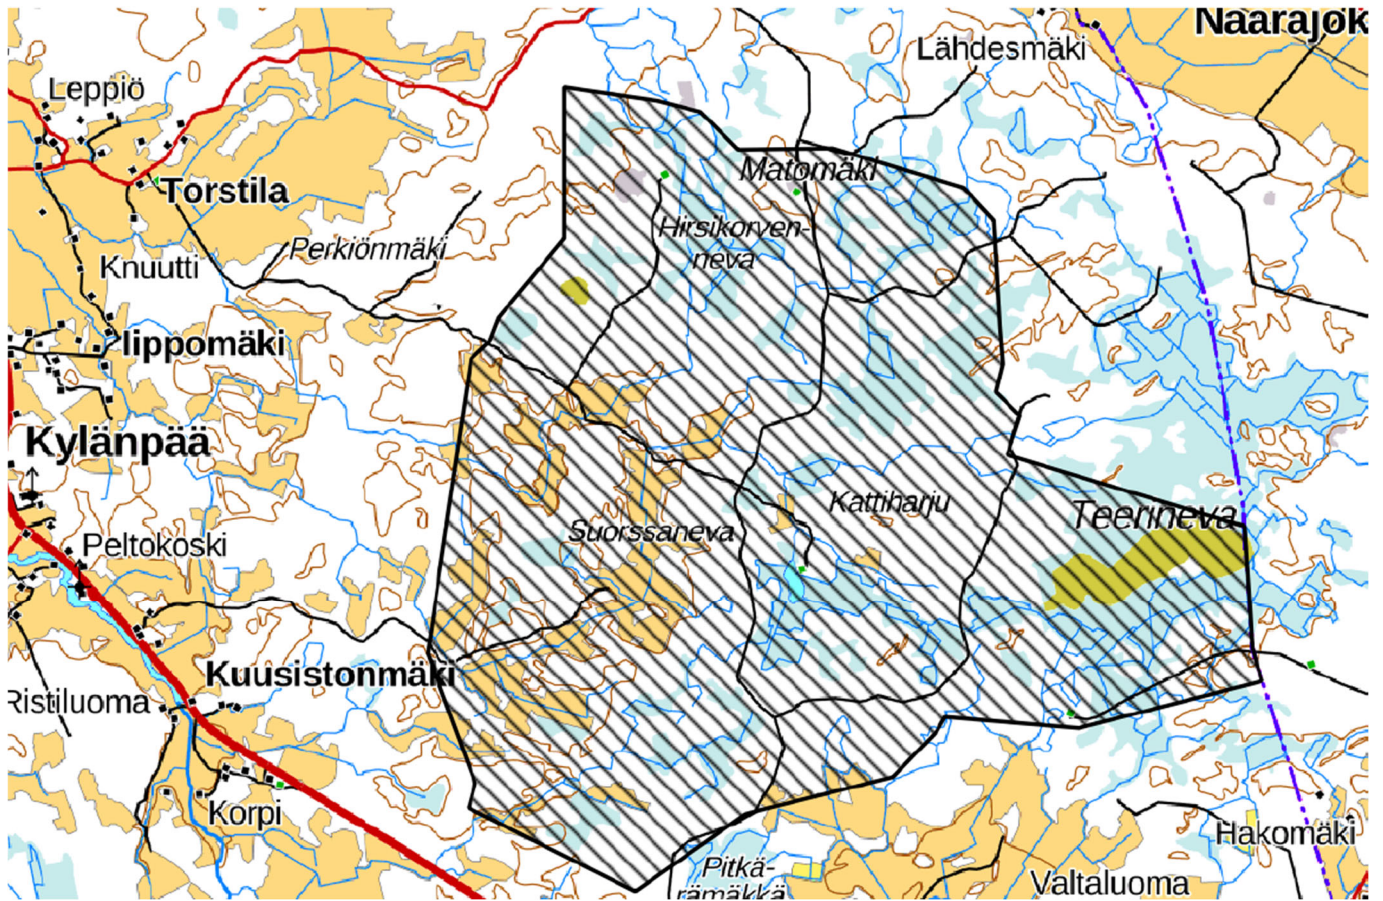 Naarajok
Lähdesmäki
Leppiö
Matomäki
Torstila
Hirsikorven-
neva
Perkiönmäki
Knuutti
Iippomäki
Kylänpää
Kattiharju
Teerineva
Suorssaneva
Peltokoski
Kuusistonmäki
Ristiluoma
Korpi
Hakomäki
Pitkä-
rämäkkä
Valtaluoma